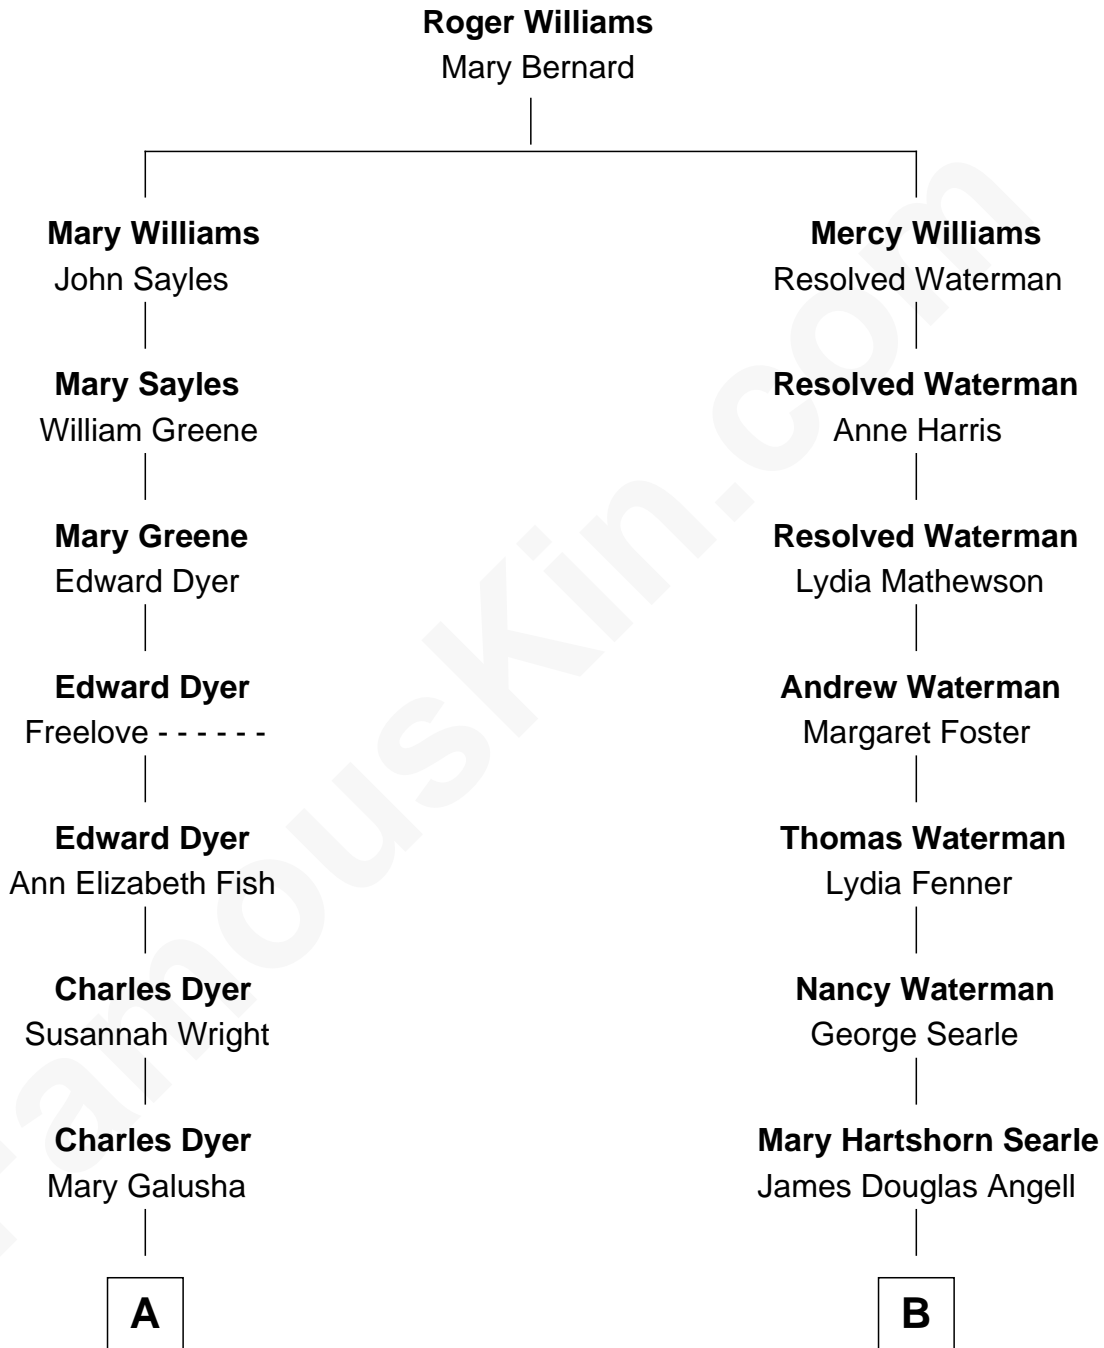 Roger Williams
Mary Bernard
Mary Williams
John Sayles
Mercy Williams
Resolved Waterman
Mary Sayles
William Greene
Resolved Waterman
Anne Harris
Mary Greene
Edward Dyer
Resolved Waterman
Lydia Mathewson
Edward Dyer
Freelove - - - - - -
Andrew Waterman
Margaret Foster
Edward Dyer
Ann Elizabeth Fish
Thomas Waterman
Lydia Fenner
Charles Dyer
Susannah Wright
Nancy Waterman
George Searle
Charles Dyer
Mary Galusha
Mary Hartshorn Searle
James Douglas Angell
A
B
FamousKin.com